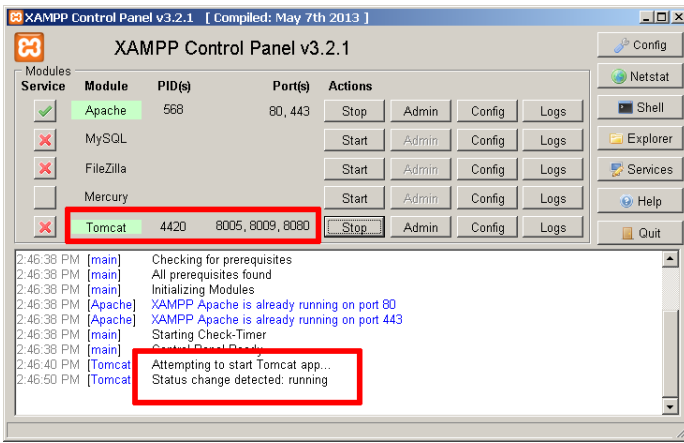 XAMPP Control Panel v3.2.1 [ Compiled: May 7th 2013 ]
XAMPP Control Panel v3.2.1
Config
Modules
Service Module PID(s) Port(s) Actions
Netstat
Apache 568 80, 443 Stop Admin Config Logs
Shell
MySQL Start Admin Config Logs
Explorer
FileZilla Start Admin Config Logs
Services
Mercury Start Admin Config Logs
Help
Tomcat 4420 8005, 8009, 8080 Stop Admin Config Logs
Quit
2:46:38 PM [main] Checking for prerequisites
2:46:38 PM [main] All prerequisites found
2:46:38 PM [main] Initializing Modules
2:46:38 PM [Apache] XAMPP Apache is already running on port 80
2:46:38 PM [Apache] XAMPP Apache is already running on port 443
2:46:38 PM [main] Starting Check-Timer
2:46:38 PM [main] Control Panel Ready
2:46:40 PM [Tomcat Attempting to start Tomcat app...
2:46:50 PM [Tomcat Status change detected: running